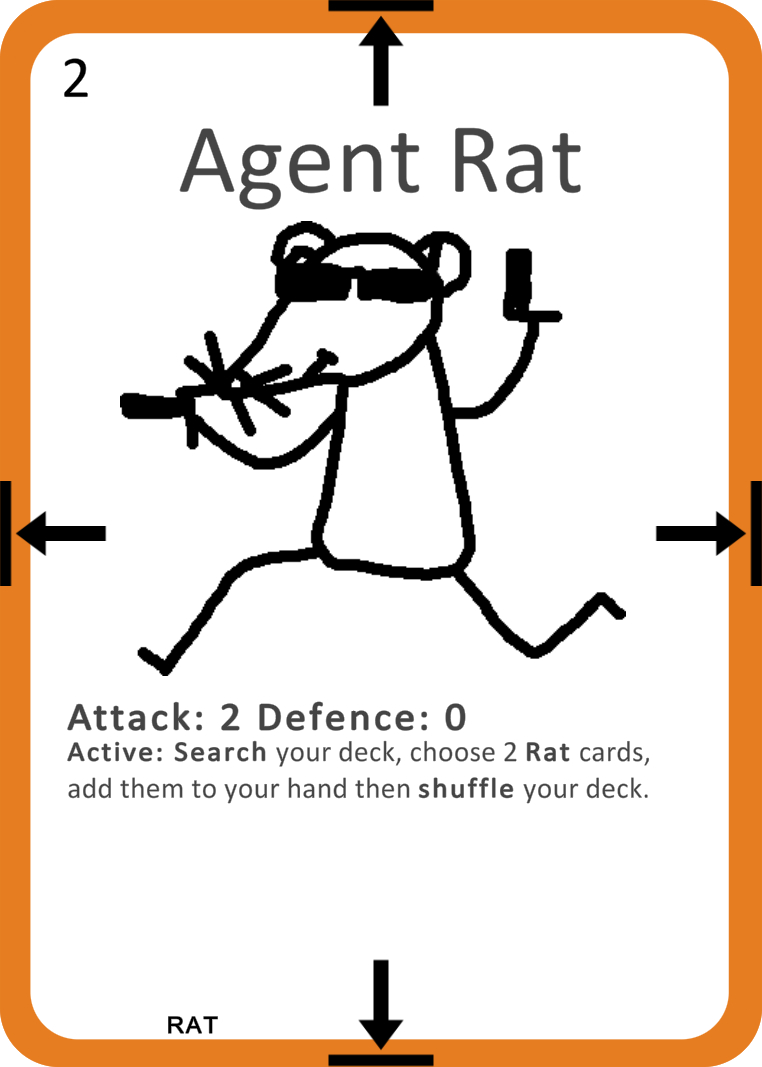 2
Agent Rat
Attack: 2 Defence: 0
Active: Search your deck, choose 2 Rat cards,
add them to your hand then shuffle your deck.
RAT